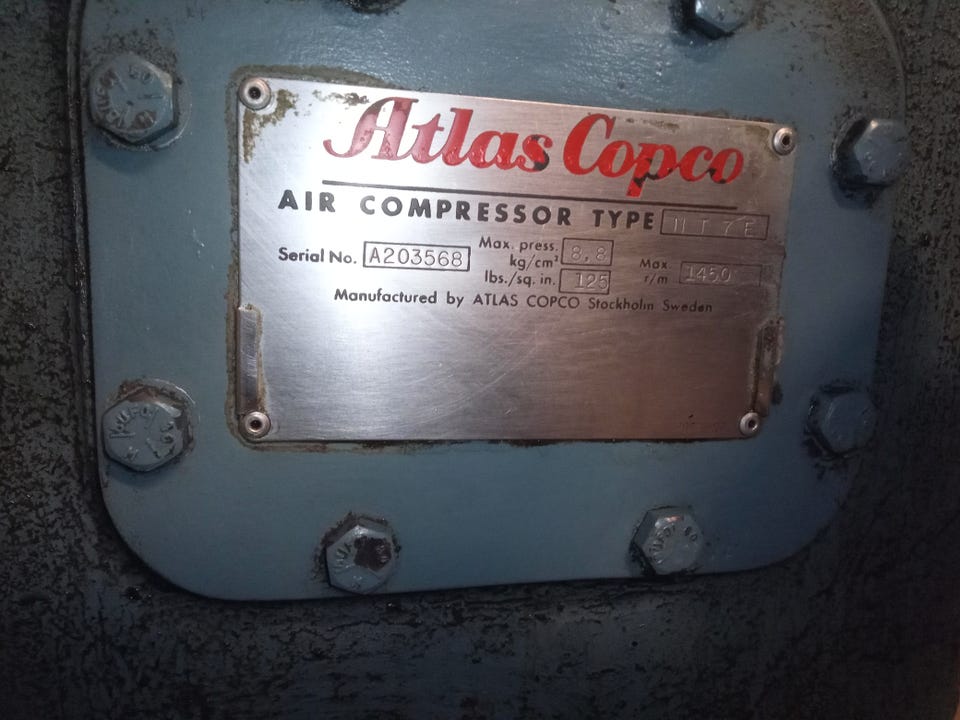 Atlas Copco
AIR COMPRESSOR TYPE
Serial No. A203568 Max. press. kg/cm² 8,8
lbs./sq. in. 125 Max. r/m 1450
Manufactured by ATLAS COPCO Stockholm Sweden